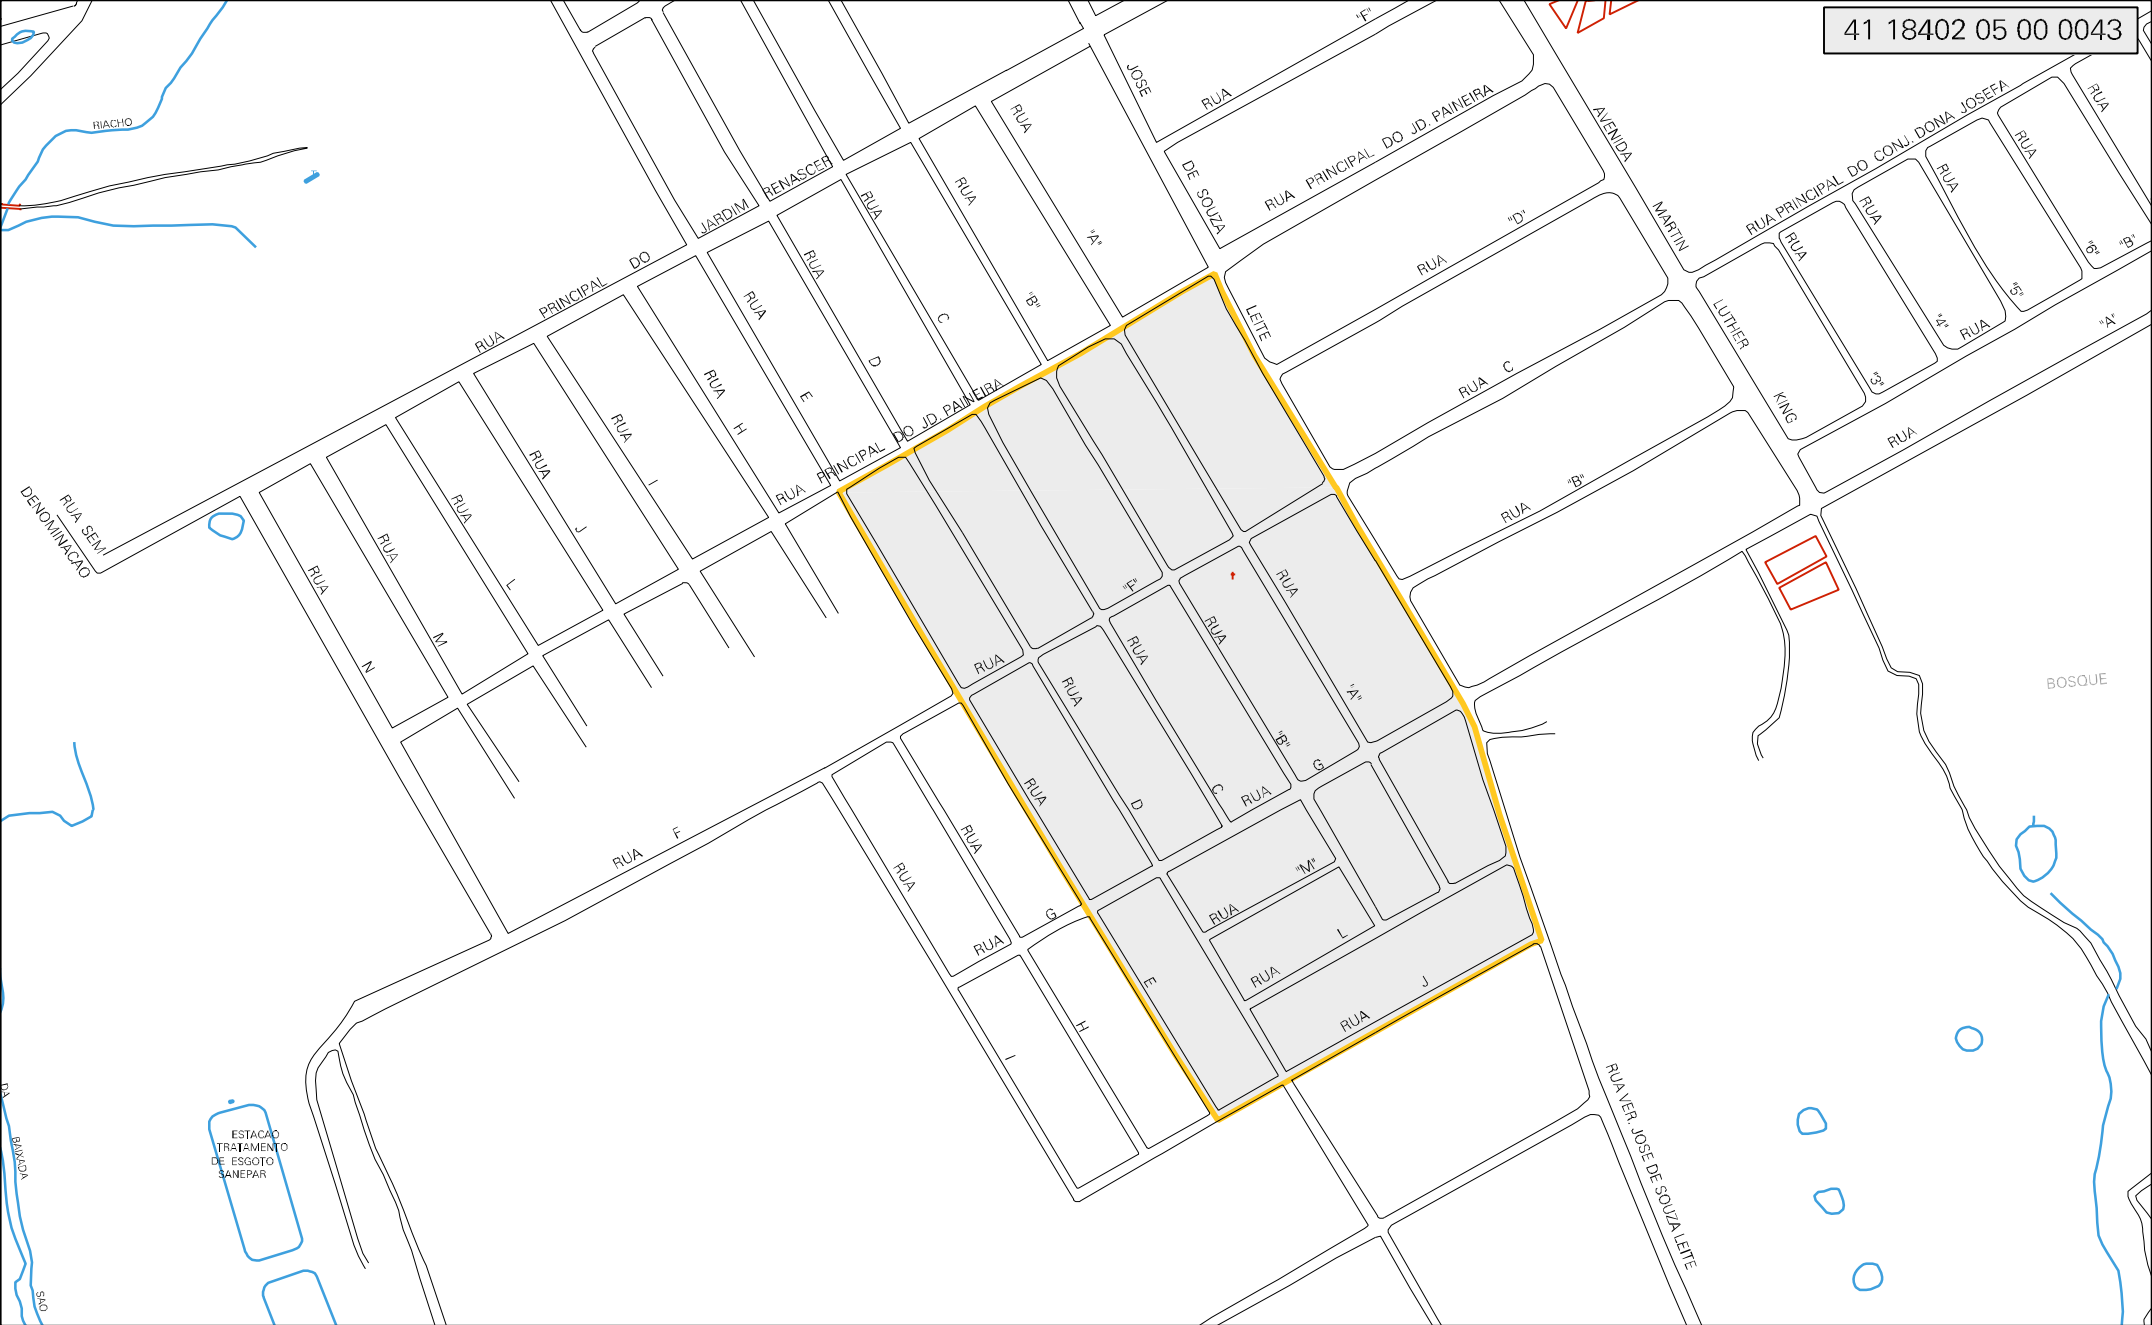 41 18402 05 00 0043
RIACHO
RUA "F"
JOSE DE SOUZA LEITE
RUA PRINCIPAL DO JD. PAINEIRA
AVENIDA MARTIN LUTHER KING
RUA PRINCIPAL DO CONJ. DONA JOSEFA
RUA
RUA "6"
RUA "5"
RUA "4"
RUA "3"
RUA "B"
RUA "A"
RUA "D"
RUA C
RUA "B"
RUA PRINCIPAL DO JARDIM RENASCER
RUA "A"
RUA "B"
RUA C
RUA D
RUA E
RUA H
RUA I
RUA J
RUA L
RUA M
RUA N
RUA SEM
DENOMINACAO
RUA PRINCIPAL DO JD. PAINEIRA
RUA "F"
RUA "A"
RUA "B"
RUA C
RUA D
RUA E
RUA G
RUA "M"
RUA L
RUA J
RUA F
RUA G
RUA H
RUA I
BOSQUE
RUA VER. JOSE DE SOUZA LEITE
ESTACAO
TRATAMENTO
DE ESGOTO
SANEPAR
DA
BAIXADA
SAO